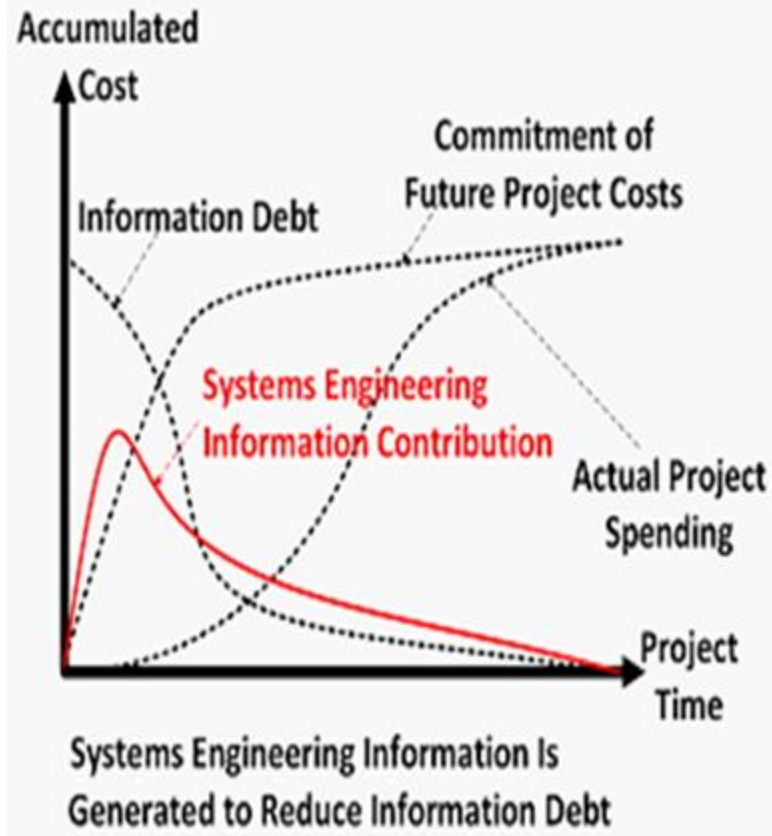 Accumulated
Cost
Commitment of
Future Project Costs
Information Debt
Systems Engineering
Information Contribution
Actual Project
Spending
Project
Time
Systems Engineering Information Is
Generated to Reduce Information Debt